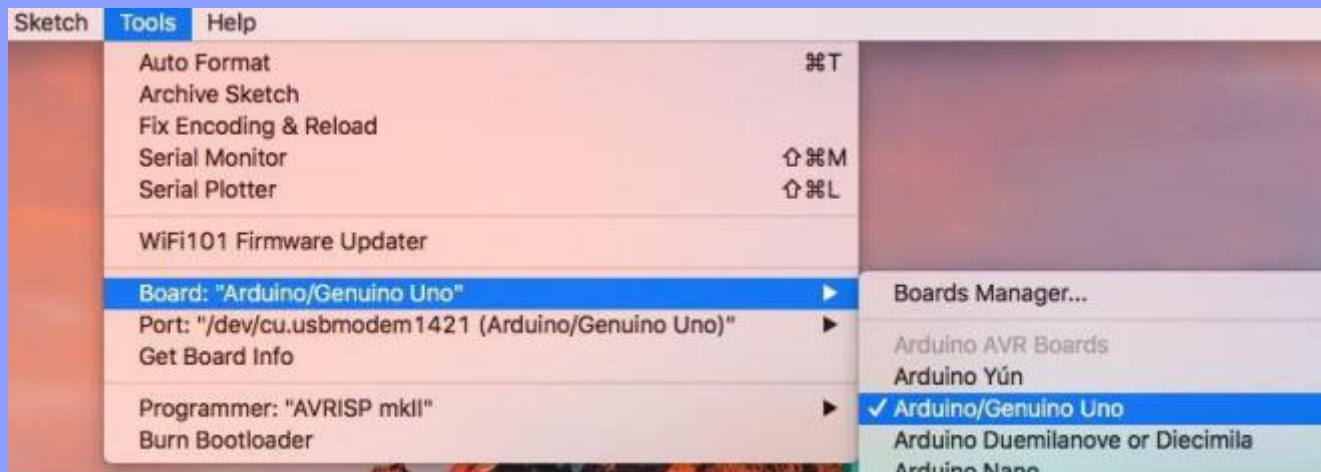 Sketch Tools Help
Auto Format ⌘T
Archive Sketch
Fix Encoding & Reload
Serial Monitor ⇧⌘M
Serial Plotter ⇧⌘L
WiFi101 Firmware Updater
Board: "Arduino/Genuino Uno" ▶
Port: "/dev/cu.usbmodem1421 (Arduino/Genuino Uno)" ▶
Get Board Info
Programmer: "AVRISP mkII" ▶
Burn Bootloader
Boards Manager...
Arduino AVR Boards
Arduino Yún
✓ Arduino/Genuino Uno
Arduino Duemilanove or Diecimila
Arduino Nano